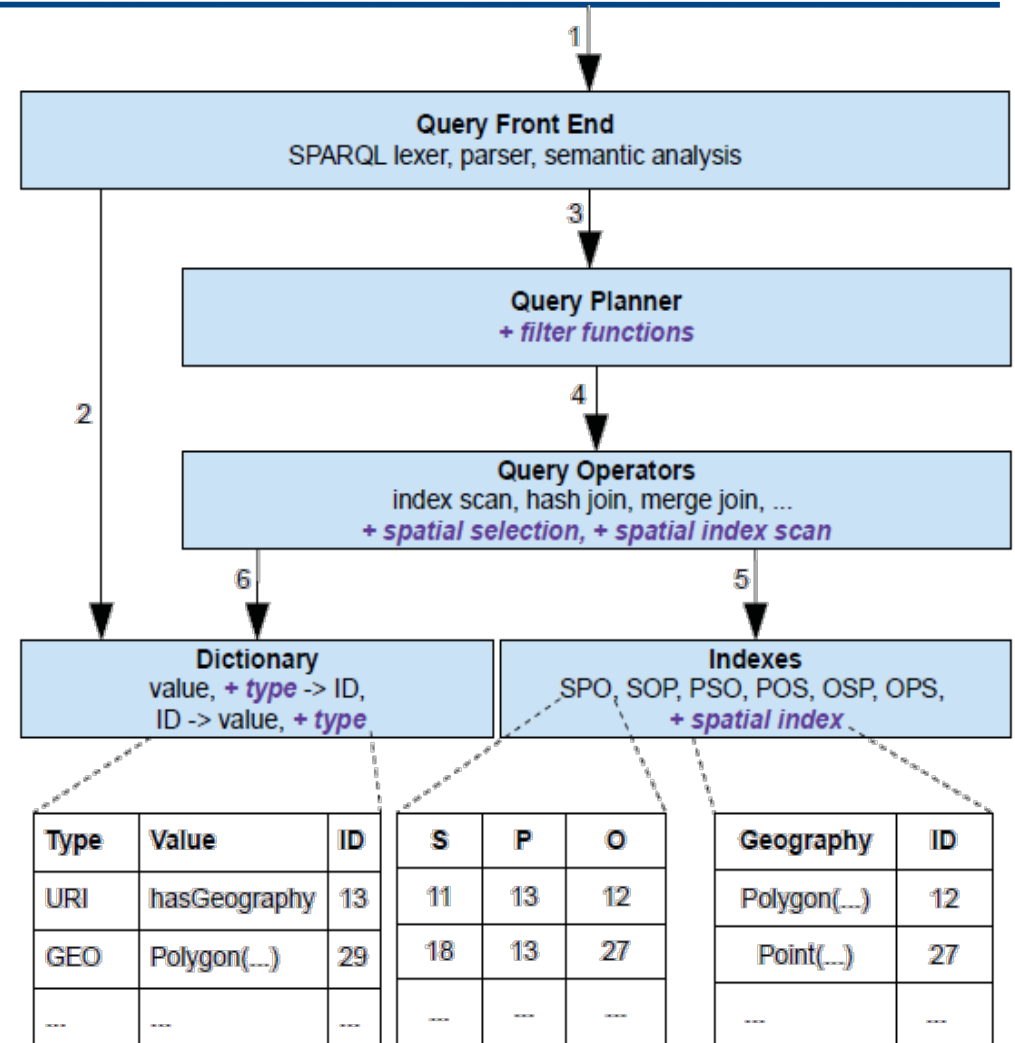 1
Query Front End
SPARQL lexer, parser, semantic analysis
3
Query Planner
+ filter functions
2
4
Query Operators
index scan, hash join, merge join, ...
+ spatial selection, + spatial index scan
6
5
Dictionary
value, + type -> ID,
ID -> value, + type
Indexes
SPO, SOP, PSO, POS, OSP, OPS,
+ spatial index
Type Value ID
URI hasGeography 13
GEO Polygon(...) 29
... ... ...
S P O
11 13 12
18 13 27
... ... ...
Geography ID
Polygon(...) 12
Point(...) 27
... ...